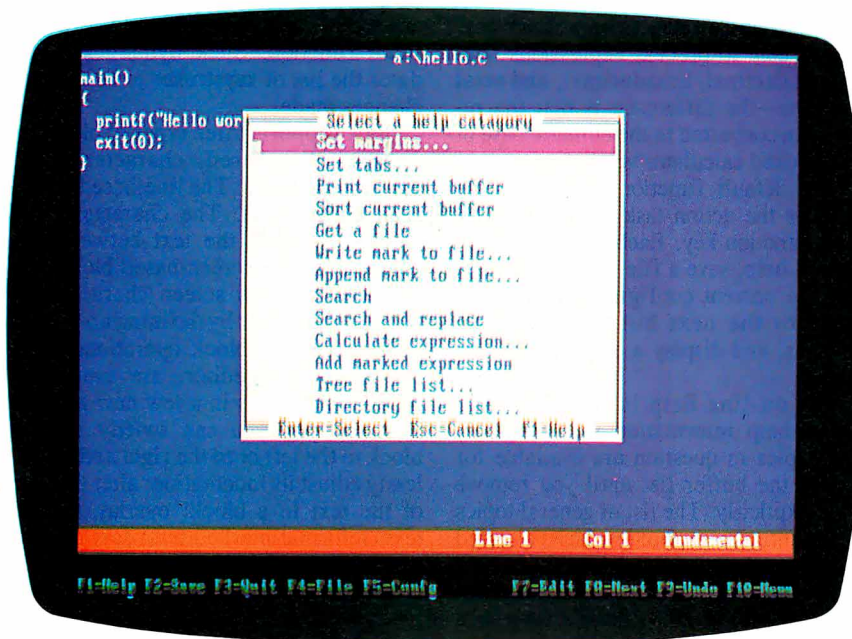 a:\hello.c
main()
{
printf("Hello wor
exit(0);
}
Select a help catagory
Set margins...
Set tabs...
Print current buffer
Sort current buffer
Get a file
Write mark to file...
Append mark to file...
Search
Search and replace
Calculate expression...
Add marked expression
Tree file list...
Directory file list...
Enter=Select Esc=Cancel F1=Help
Line 1 Col 1 Fundamental
F1=Help F2=Save F3=Quit F4=File F5=Config F7=Edit F8=Next F9=Undo F10=Menu